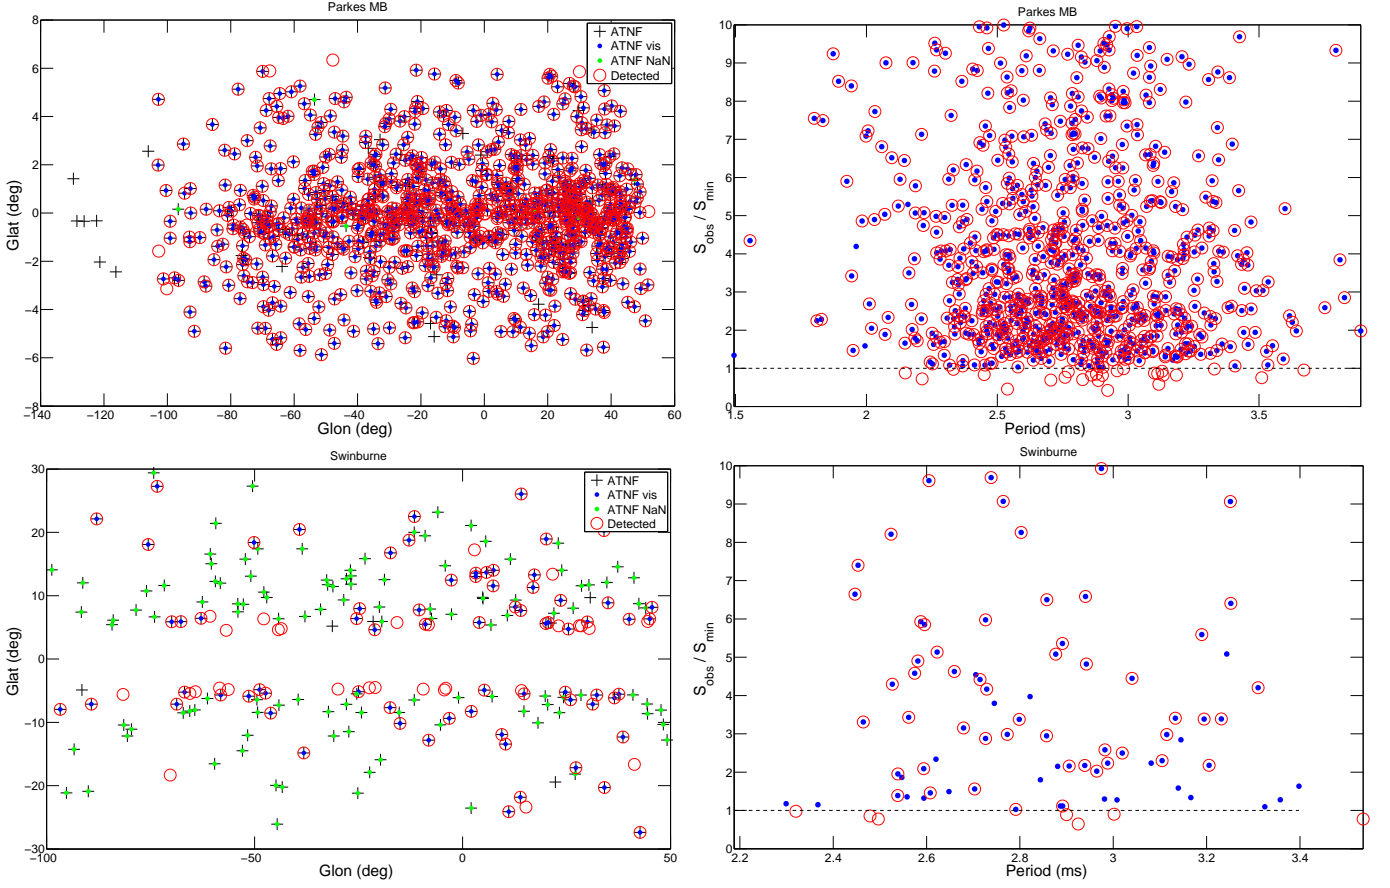 Parkes MB
8
6
4
2
0
−2
−4
−6
−8
Glat (deg)
−140 −120 −100 −80 −60 −40 −20 0 20 40 60
Glon (deg)
ATNF
ATNF vis
ATNF NaN
Detected
Parkes MB
10
9
8
7
6
5
4
3
2
1
0
S_obs / S_min
1.5 2 2.5 3 3.5
Period (ms)
Swinburne
30
20
10
0
−10
−20
−30
Glat (deg)
−100 −50 0 50
Glon (deg)
ATNF
ATNF vis
ATNF NaN
Detected
Swinburne
10
9
8
7
6
5
4
3
2
1
0
S_obs / S_min
2.2 2.4 2.6 2.8 3 3.2 3.4
Period (ms)